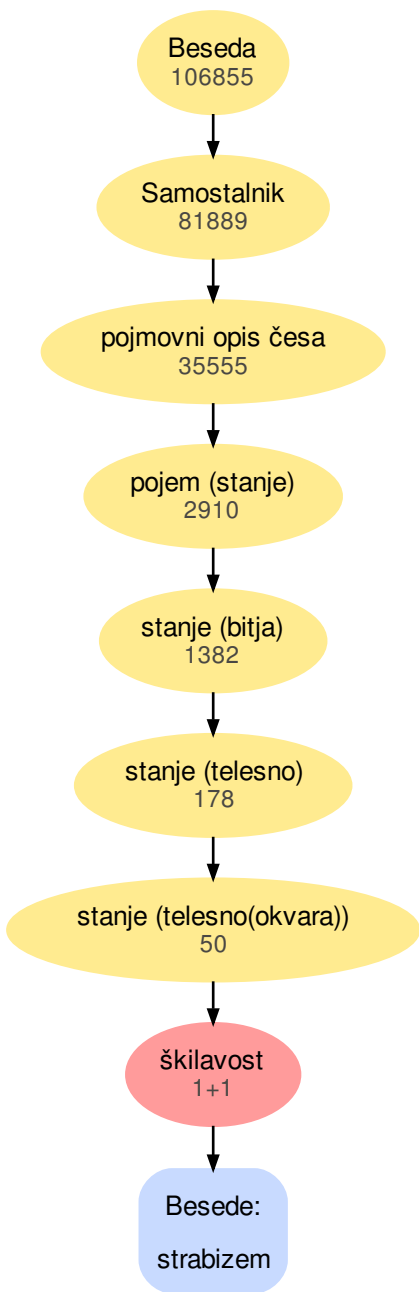 Beseda
106855
Samostalnik
81889
pojmovni opis česa
35555
pojem (stanje)
2910
stanje (bitja)
1382
stanje (telesno)
178
stanje (telesno(okvara))
50
škilavost
1+1
Besede:
strabizem